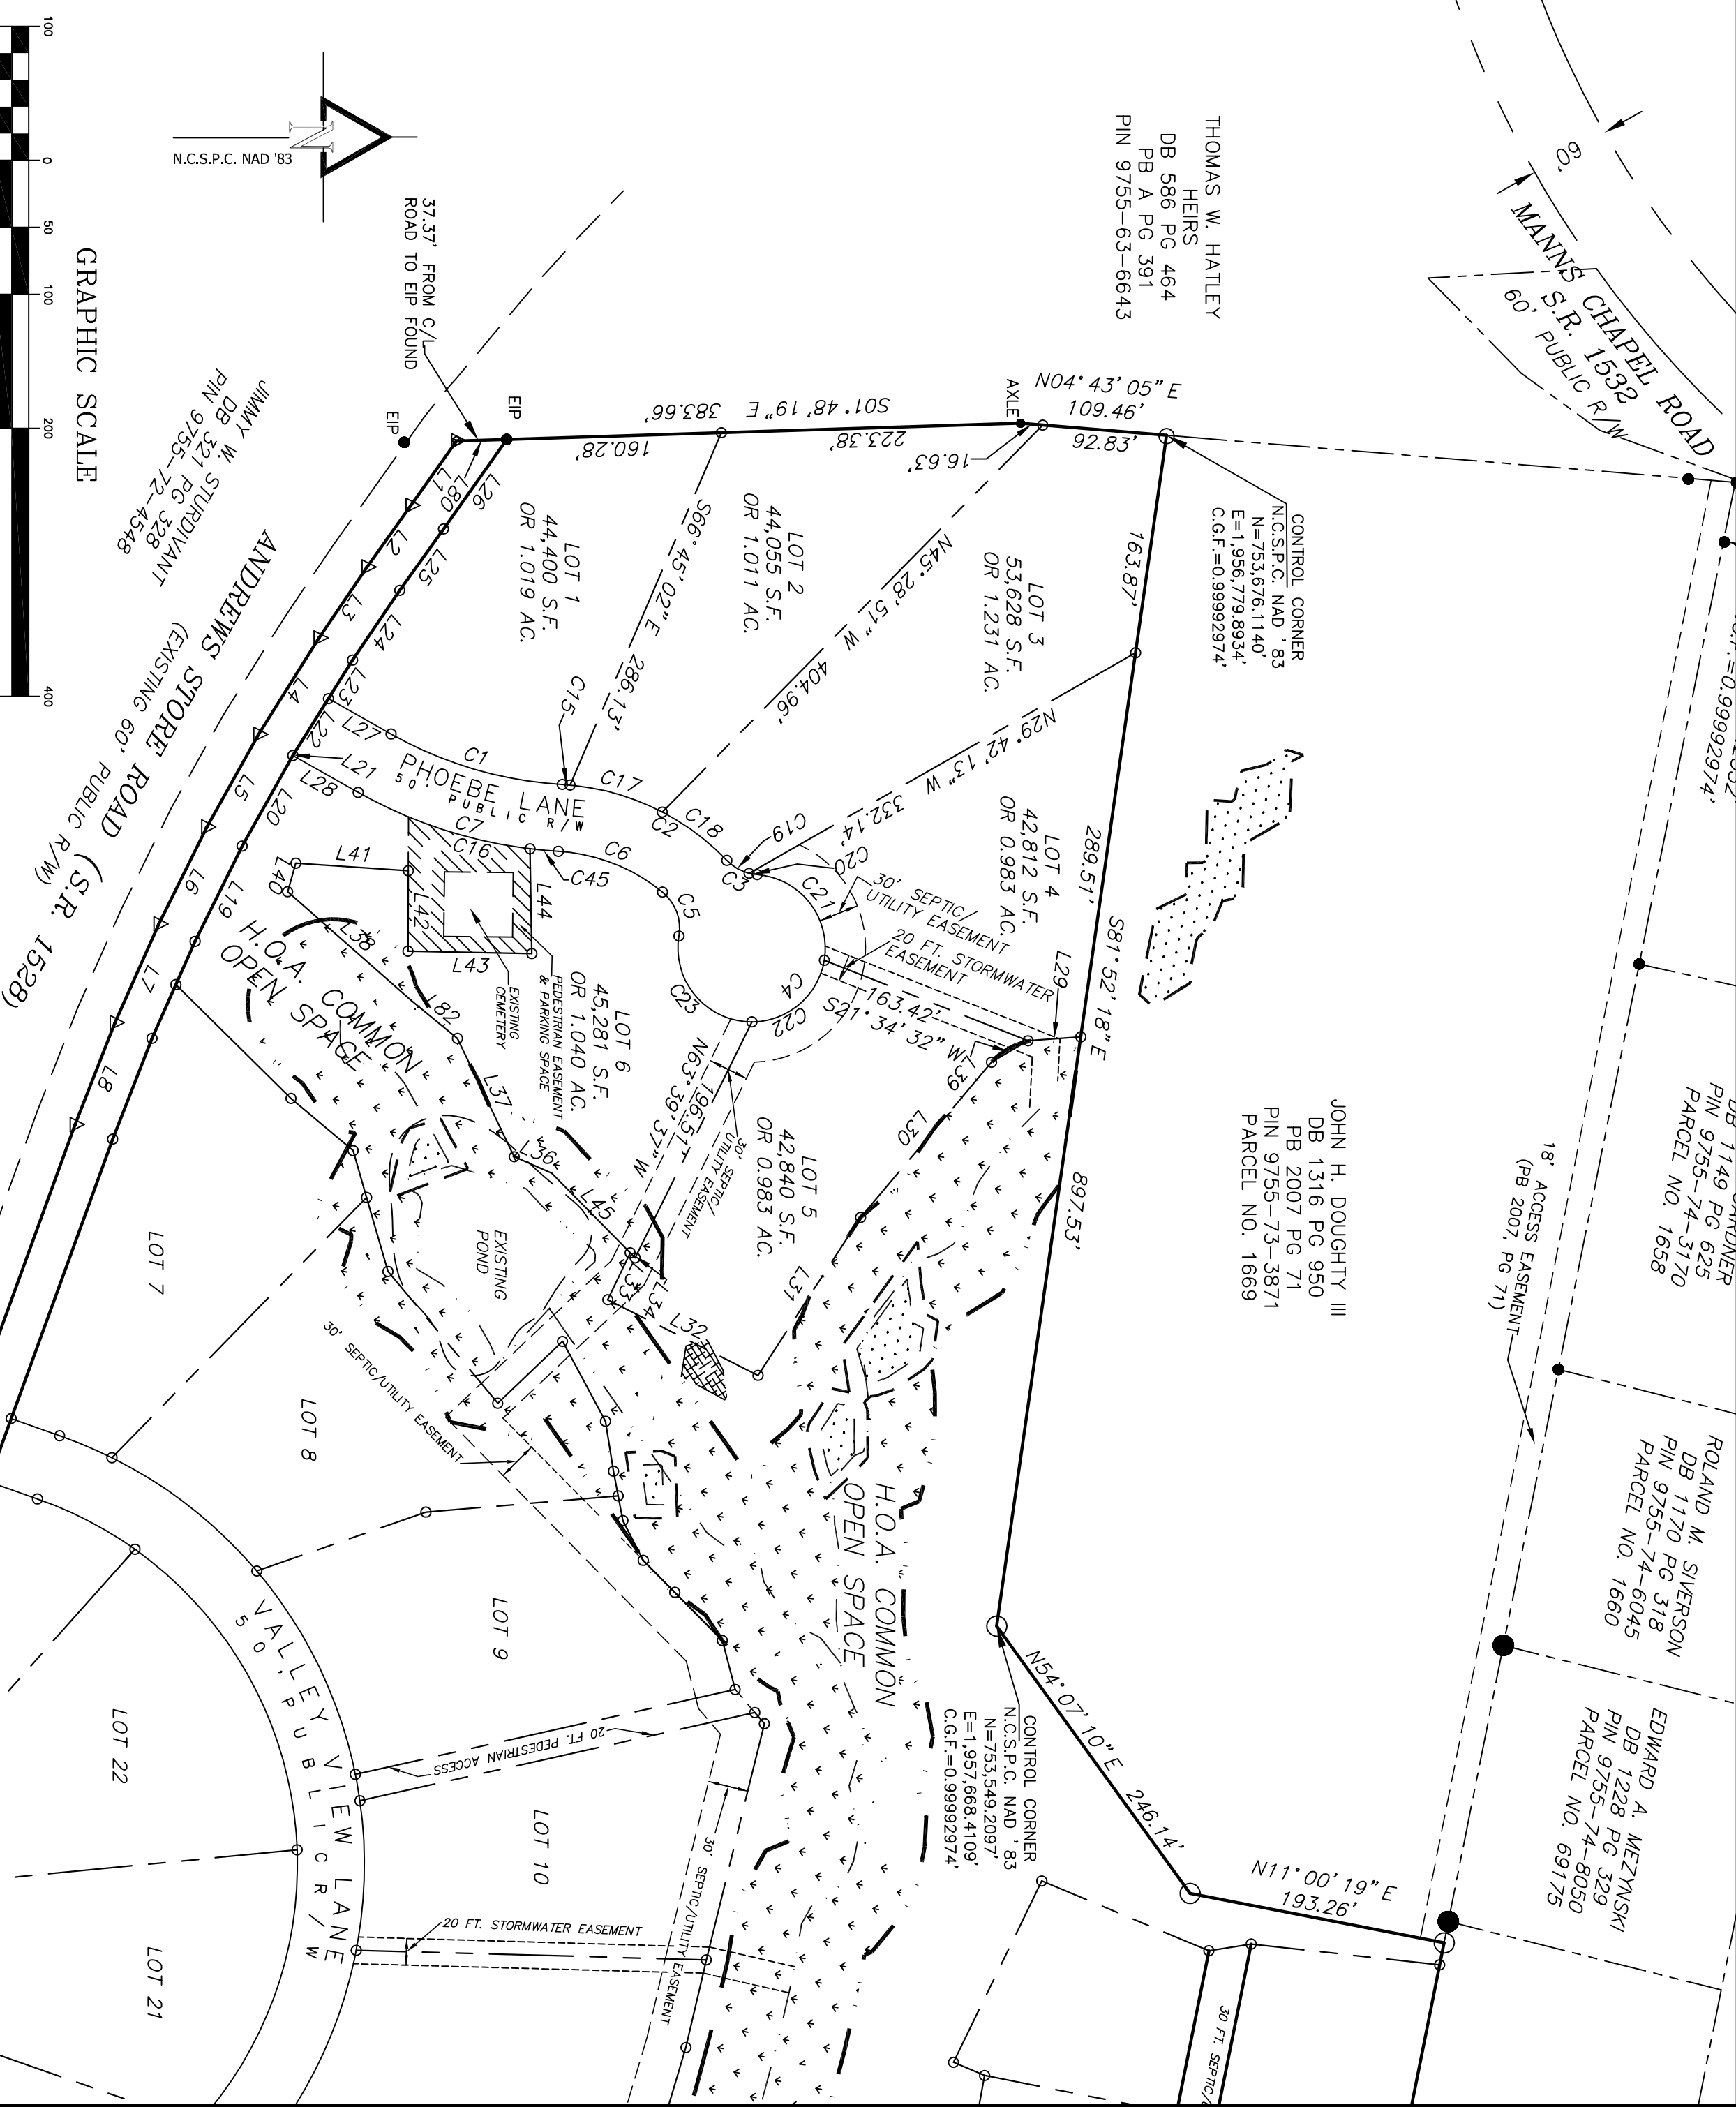 MANNS CHAPEL ROAD
S.R. 1532
60' PUBLIC R/W
60'
THOMAS W. HATLEY
HEIRS
DB 586 PG 464
PB A PG 391
PIN 9755-63-6643
CONTROL CORNER
N.C.S.P.C. NAD '83
N=753,676.1140'
E=1,956,779.8934'
C.G.F.=0.99992974'
JOHN H. DOUGHTY III
DB 1316 PG 950
PB 2007 PG 71
PIN 9755-73-3871
PARCEL NO. 1669
18' ACCESS EASEMENT
(PB 2007, PG 71)
DB 1149 PG 625
PIN 9755-74-3170
PARCEL NO. 1658
ROLAND M. SIVERSON
DB 1170 PG 318
PIN 9755-74-6045
PARCEL NO. 1660
EDWARD A. MEZYNSKI
DB 1228 PG 329
PIN 9755-74-8050
PARCEL NO. 69175
N04°43'05"E
109.46'
92.83'
16.63'
AXLE
S01°48'19"E 383.66'
223.38'
160.28'
EIP
EIP
37.37' FROM C/L
ROAD TO EIP FOUND
N
N.C.S.P.C. NAD '83
163.87'
289.51'
S81°52'18"E
897.53'
N54°07'10"E 246.14'
N11°00'19"E
193.26'
CONTROL CORNER
N.C.S.P.C. NAD '83
N=753,549.2097'
E=1,957,668.4109'
C.G.F.=0.99992974'
LOT 1
44,400 S.F.
OR 1.019 AC.
LOT 2
44,055 S.F.
OR 1.011 AC.
LOT 3
53,628 S.F.
OR 1.231 AC.
LOT 4
42,812 S.F.
OR 0.983 AC.
LOT 5
42,840 S.F.
OR 0.983 AC.
LOT 6
45,281 S.F.
OR 1.040 AC.
S66°45'02"E 286.13'
N45°28'51"W 404.96'
N29°42'13"W 332.14'
163.42'
S21°34'32"W
196.51'
N63°39'37"W
30' SEPTIC/
UTILITY EASEMENT
20 FT. STORMWATER
EASEMENT
30' SEPTIC/
UTILITY EASEMENT
PEDESTRIAN EASEMENT
& PARKING SPACE
EXISTING
CEMETERY
PHOEBE LANE
50' PUBLIC R/W
C1
C2
C3
C4
C5
C6
C7
C15
C16
C17
C18
C19
C20
C21
C22
C23
C45
L1
L2
L3
L4
L5
L6
L7
L8
L19
L20
L21
L22
L23
L24
L25
L26
L27
L28
L29
L30
L31
L32
L33
L34
L36
L37
L38
L39
L40
L41
L42
L43
L44
L45
L80
L82
H.O.A. COMMON
OPEN SPACE
H.O.A. COMMON
OPEN SPACE
EXISTING
POND
30' SEPTIC/UTILITY EASEMENT
LOT 7
LOT 8
LOT 9
LOT 10
LOT 22
LOT 21
20 FT. PEDESTRIAN ACCESS
20 FT. STORMWATER EASEMENT
30' SEPTIC/UTILITY EASEMENT
VALLEY VIEW LANE
50' PUBLIC R/W
JIMMY W. STURDIVANT
DB 321 PG 328
PIN 9755-72-4548
ANDREWS STORE ROAD (S.R. 1528)
(EXISTING 60' PUBLIC R/W)
GRAPHIC SCALE
100 0 50 100 200 400